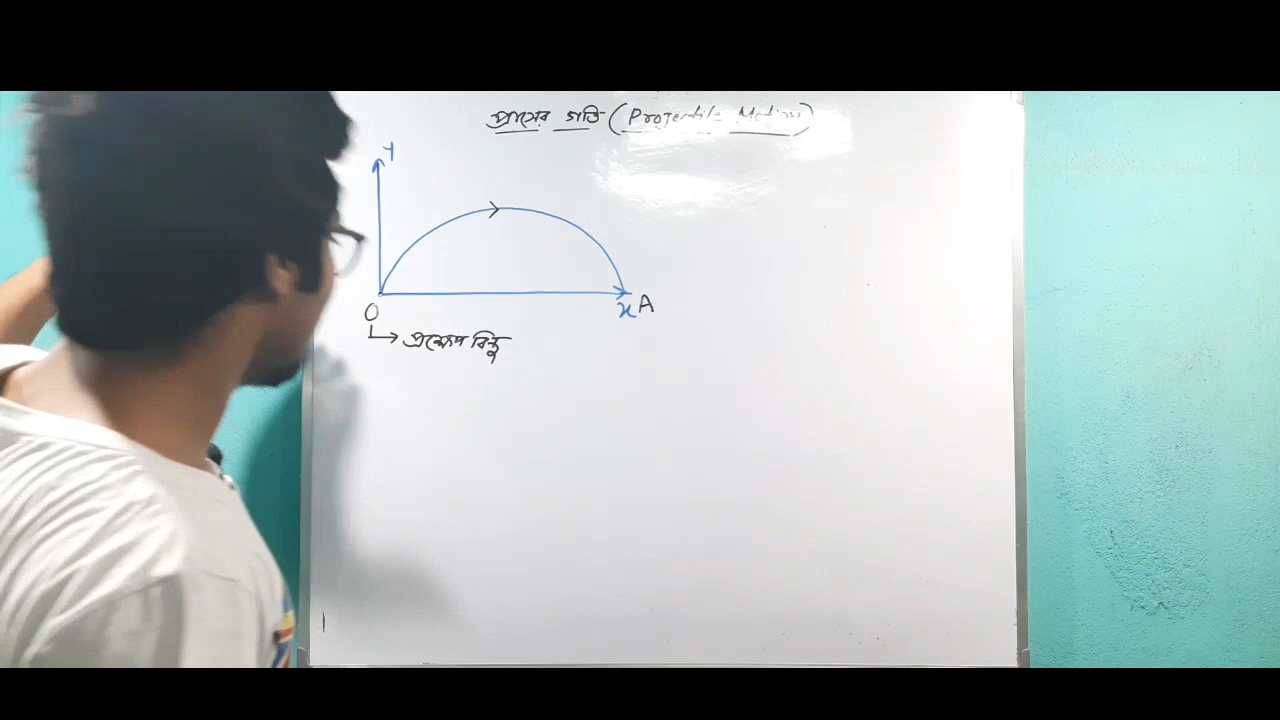 প্রাসের গতি (Projectile Motion)
Y
O
x A
প্রক্ষেপ বিন্দু